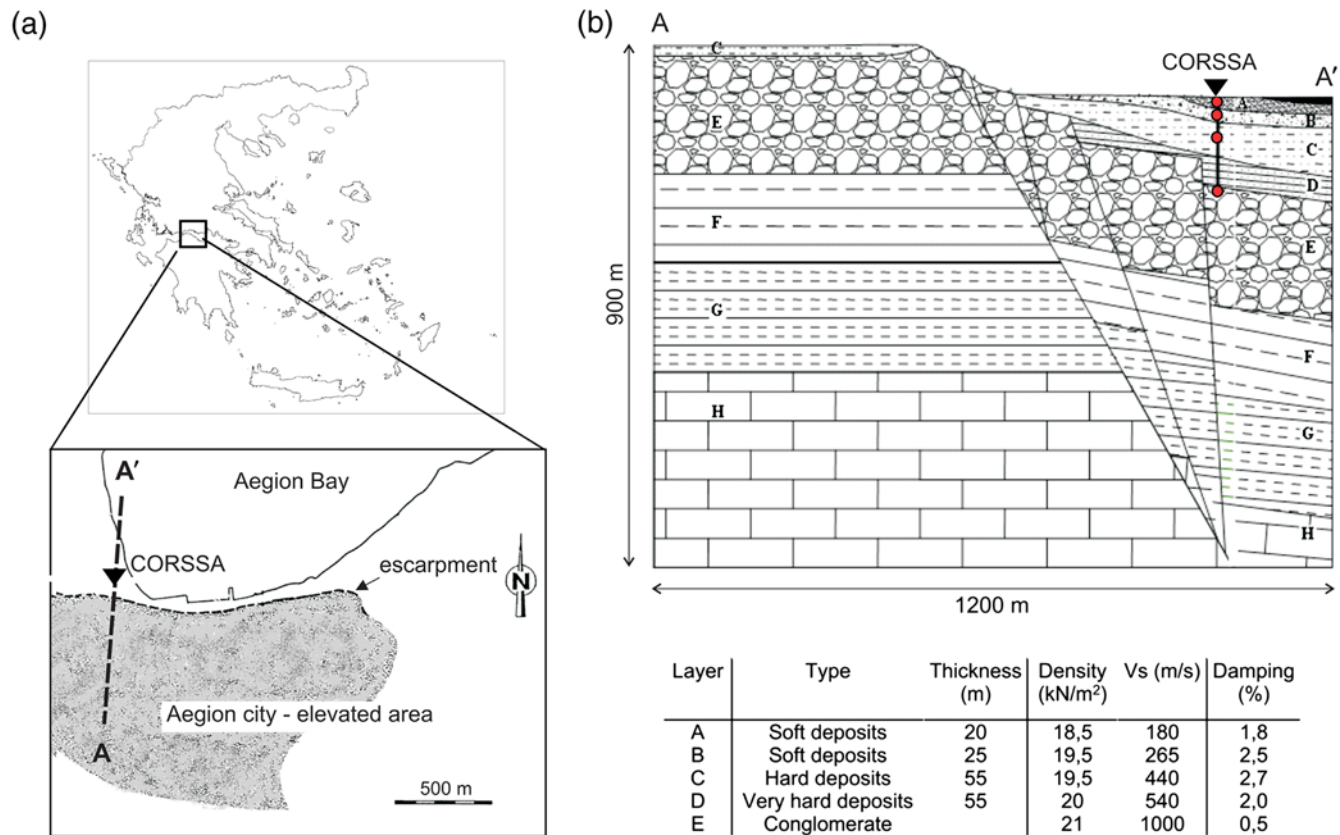 (a)
A'
Aegion Bay
CORSSA
escarpment
N
Aegion city - elevated area
A
500 m
(b)
A
CORSSA
A'
C
E
F
G
H
A
B
C
D
E
F
G
H
900 m
1200 m
Layer Type Thickness (m) Density (kN/m²) Vs (m/s) Damping (%)
A Soft deposits 20 18,5 180 1,8
B Soft deposits 25 19,5 265 2,5
C Hard deposits 55 19,5 440 2,7
D Very hard deposits 55 20 540 2,0
E Conglomerate 21 1000 0,5